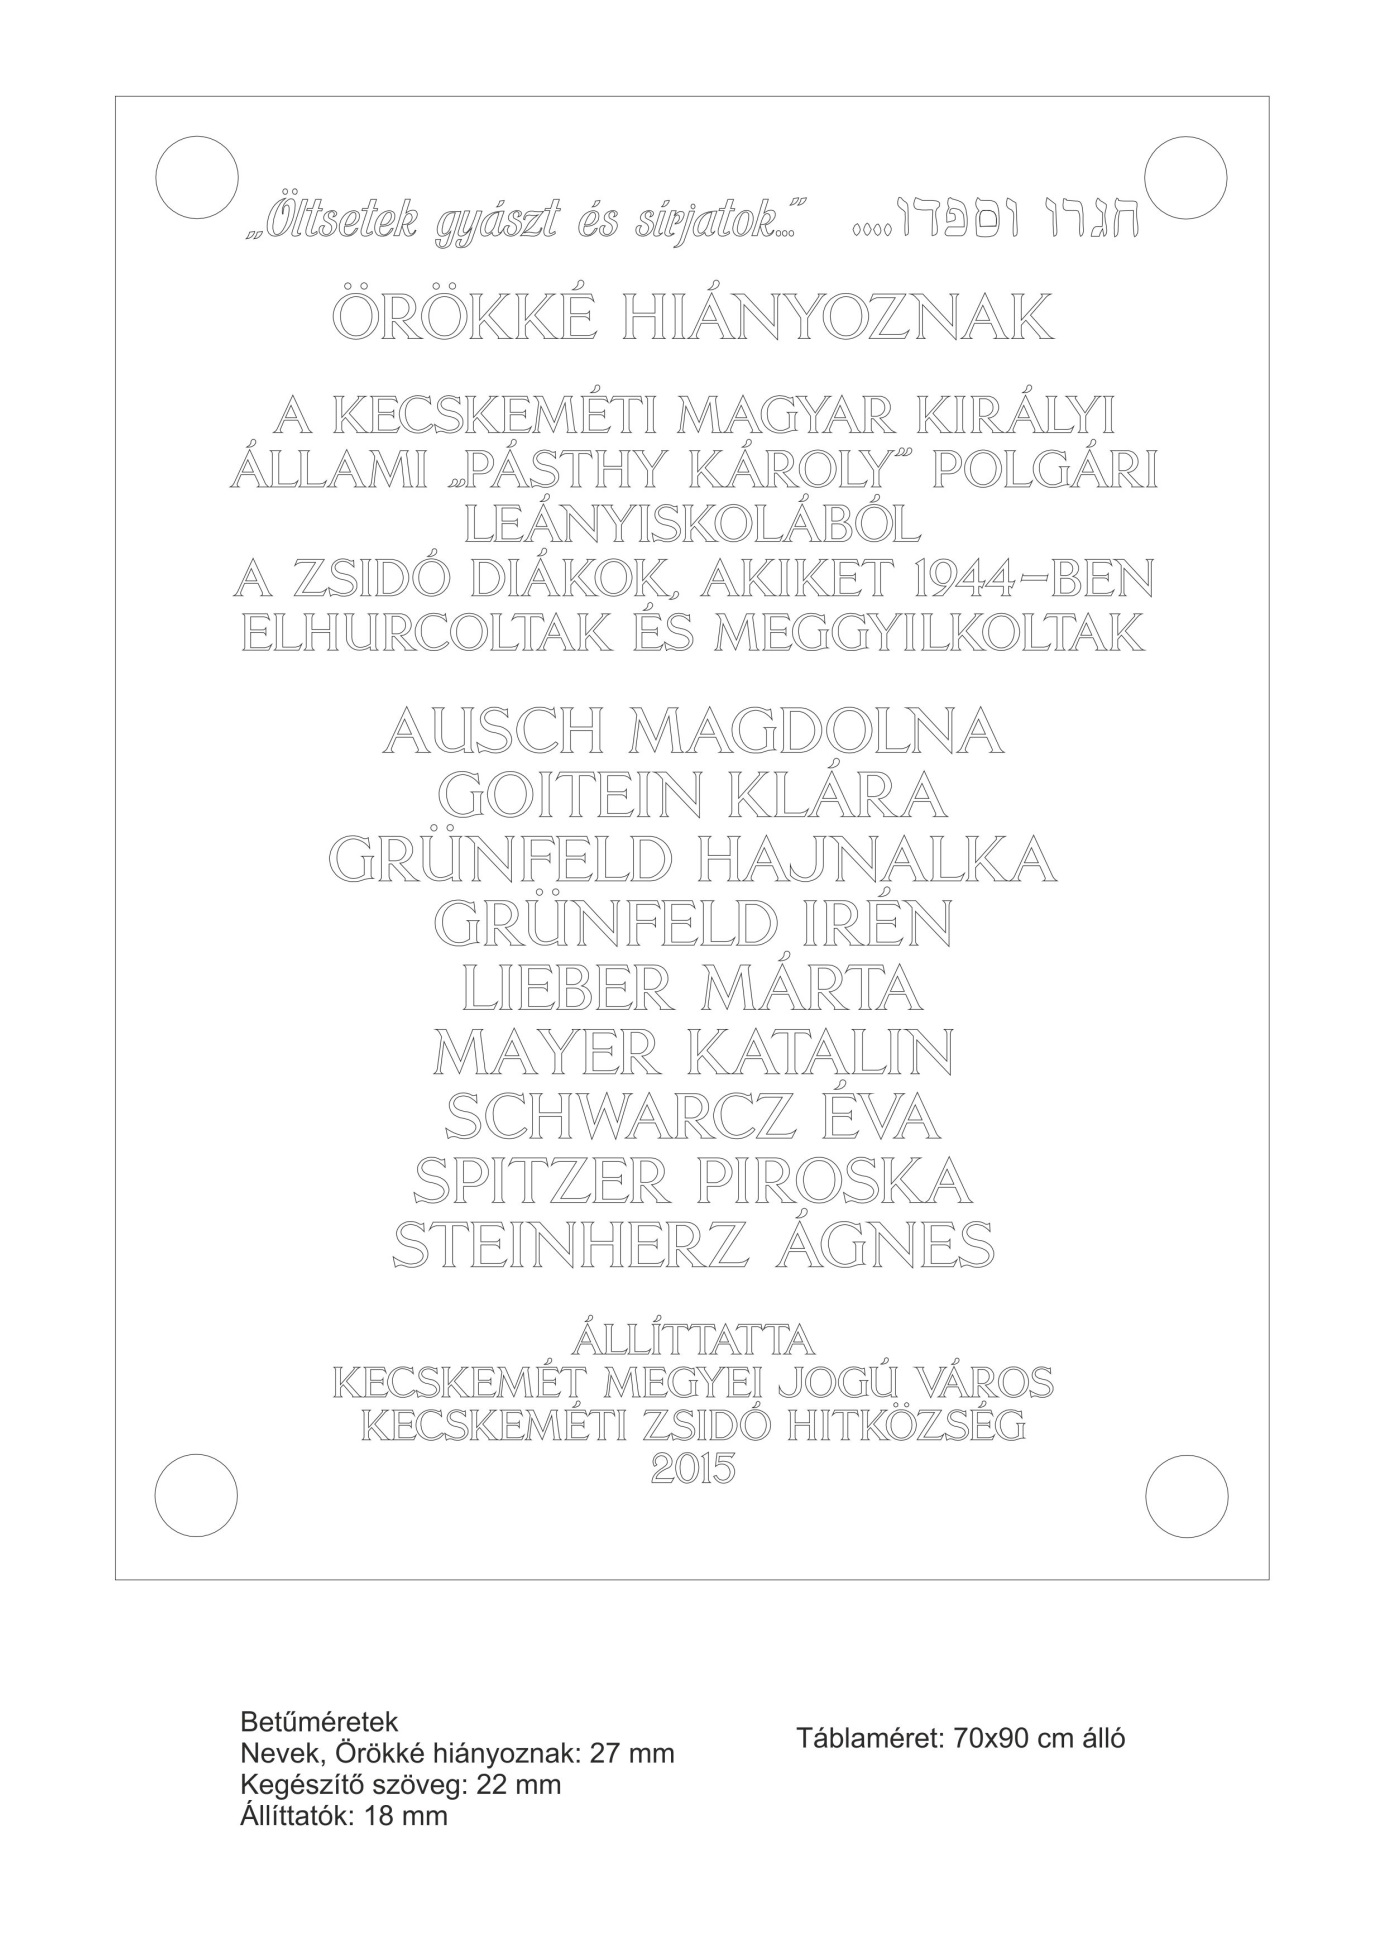 „Öltsetek gyászt és sírjatok...” חגרו וספדו....
ÖRÖKKÉ HIÁNYOZNAK
A KECSKEMÉTI MAGYAR KIRÁLYI
ÁLLAMI „PÁSTHY KÁROLY” POLGÁRI
LEÁNYISKOLÁBÓL
A ZSIDÓ DIÁKOK, AKIKET 1944–BEN
ELHURCOLTAK ÉS MEGGYILKOLTAK
AUSCH MAGDOLNA
GOITEIN KLÁRA
GRÜNFELD HAJNALKA
GRÜNFELD IRÉN
LIEBER MÁRTA
MAYER KATALIN
SCHWARCZ ÉVA
SPITZER PIROSKA
STEINHERZ ÁGNES
ÁLLÍTTATTA
KECSKEMÉT MEGYEI JOGÚ VÁROS
KECSKEMÉTI ZSIDÓ HITKÖZSÉG
2015
Betűméretek
Nevek, Örökké hiányoznak: 27 mm
Kegészítő szöveg: 22 mm
Állíttatók: 18 mm
Táblaméret: 70x90 cm álló